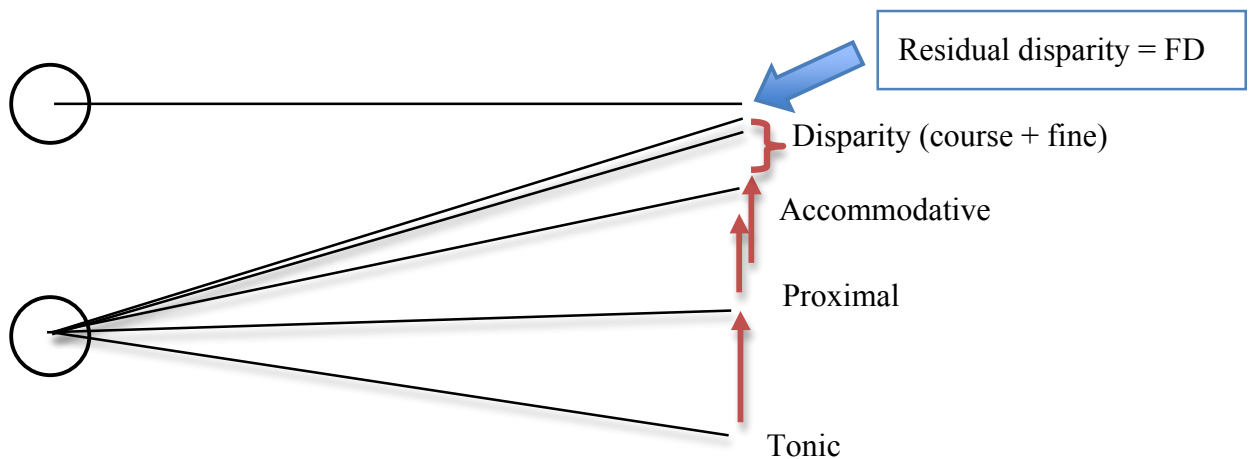 Residual disparity = FD
Disparity (course + fine)
Accommodative
Proximal
Tonic